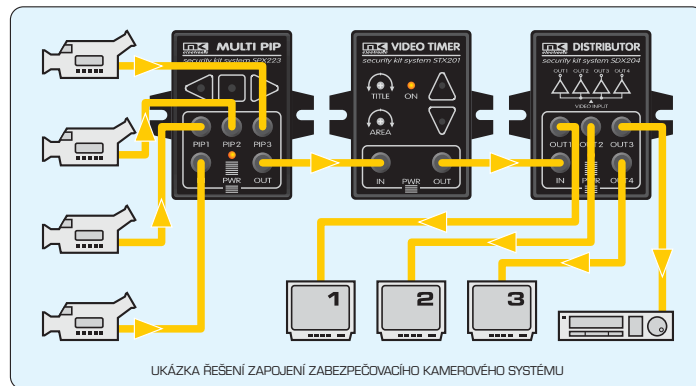 MULTI PIP
security kit system SPX223
PIP1 PIP2 PIP3
PWR OUT
VIDEO TIMER
security kit system STX201
TITLE ON
AREA
IN PWR OUT
DISTRIBUTOR
security kit system SDX204
OUT1 OUT2 OUT3 OUT4
VIDEO INPUT
OUT1 OUT2 OUT3
IN PWR OUT4
1 2 3
UKÁZKA ŘEŠENÍ ZAPOJENÍ ZABEZPEČOVACÍHO KAMEROVÉHO SYSTÉMU